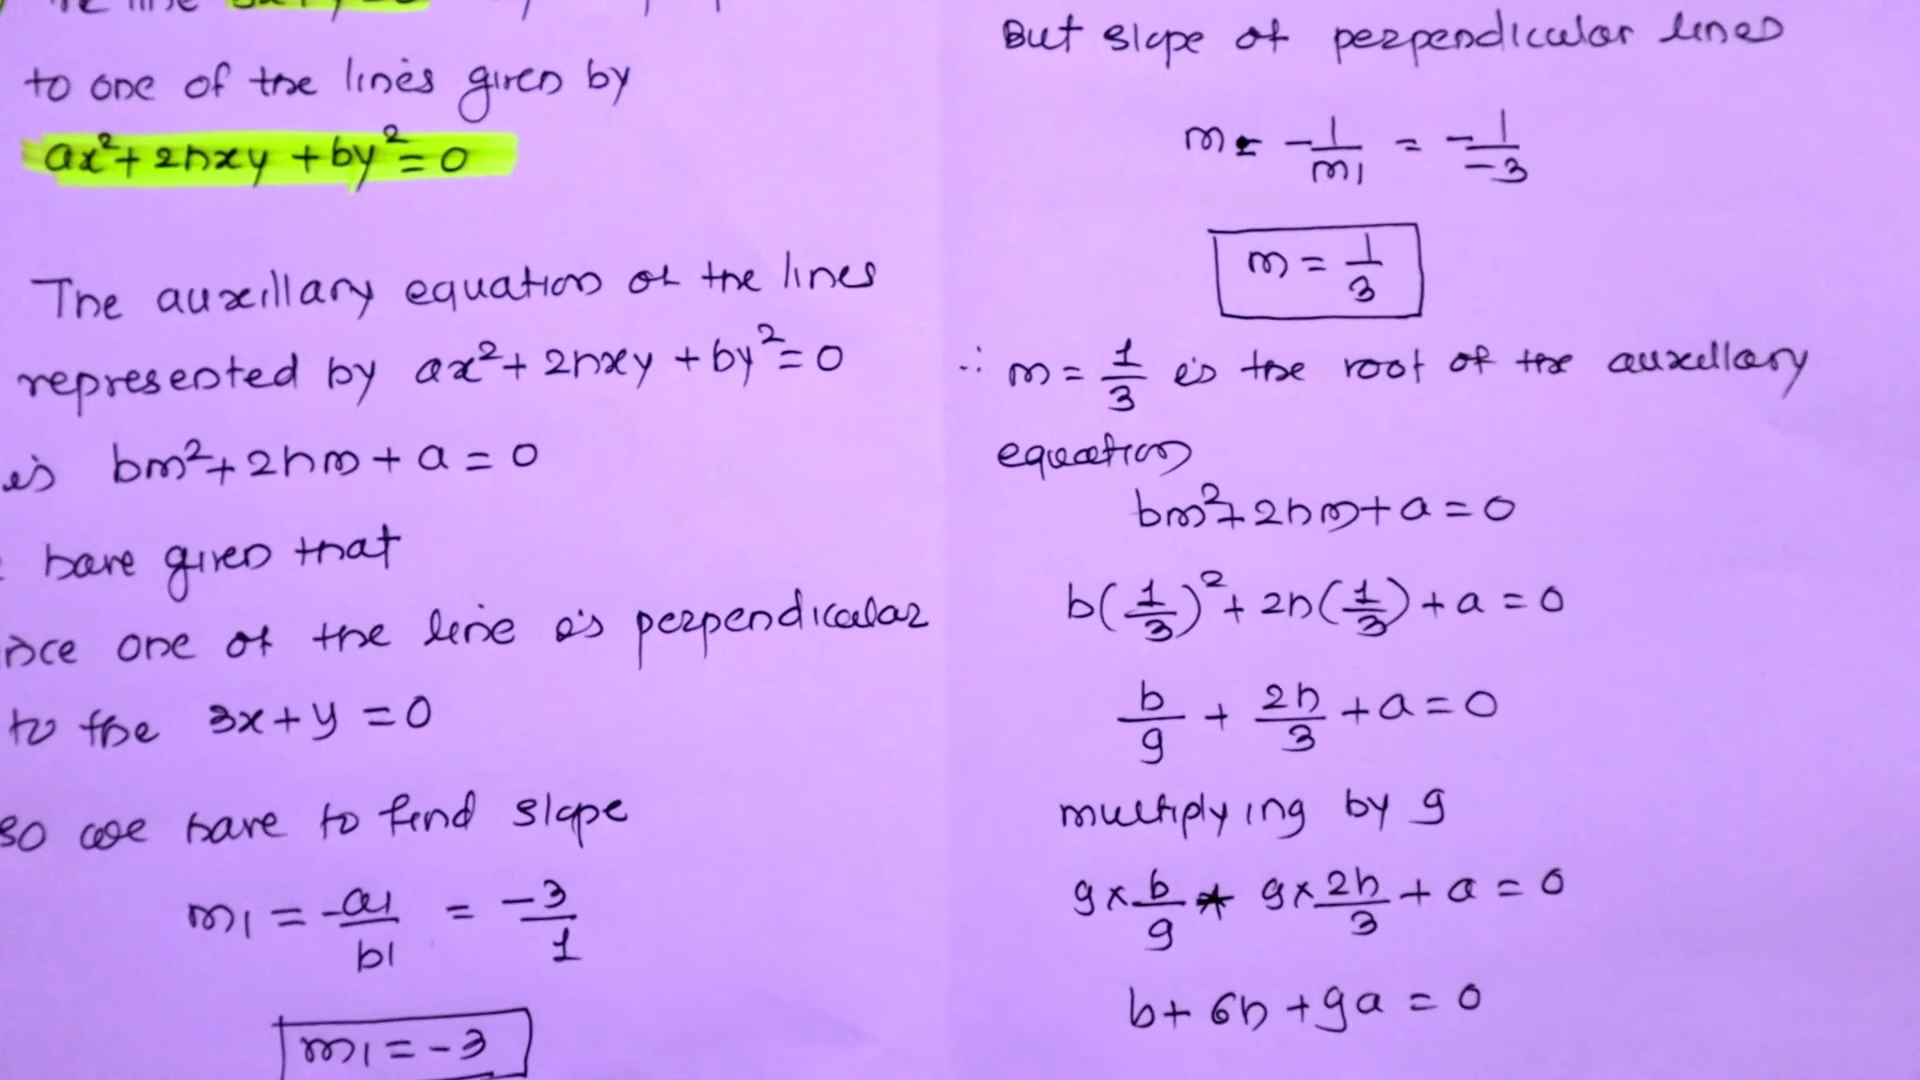 to one of the lines given by
ax²+ 2hxy + by² = 0
The auxillary equation of the lines
represented by ax² + 2hxy + by² = 0
is bm² + 2hm + a = 0
have given that
one of the line is perpendicular
to the 3x + y = 0
so we have to find slope
m1 = -a1/b1 = -3/1
m1 = -3
But slope of perpendicular lines
m = -1/m1 = -1/-3
m = 1/3
∴ m = 1/3 is the root of the auxillary
equation
bm² + 2hm + a = 0
b(1/3)² + 2h(1/3) + a = 0
b/9 + 2h/3 + a = 0
multiplying by 9
9 × b/9 + 9 × 2h/3 + a = 0
b + 6h + 9a = 0